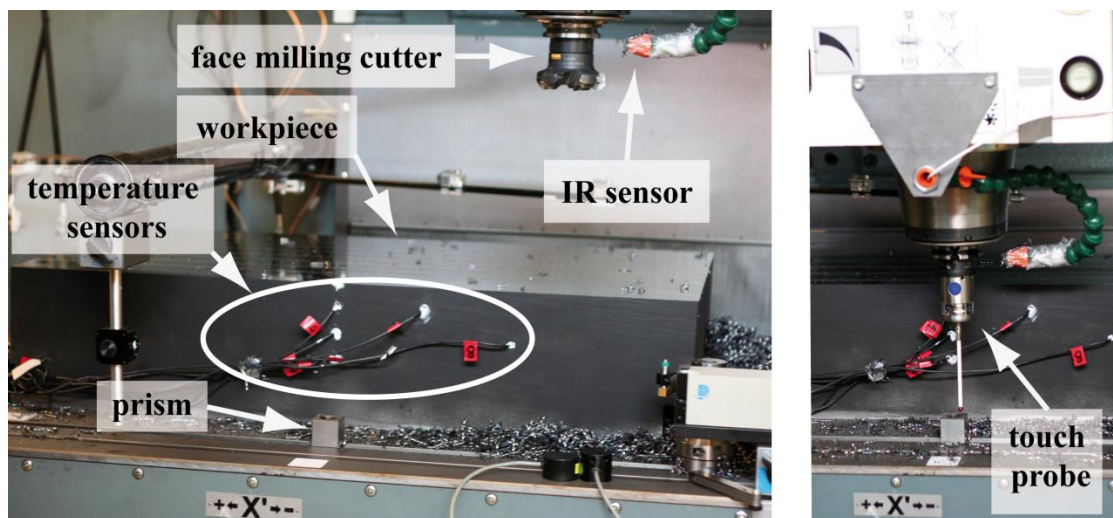 face milling cutter
workpiece
temperature
sensors
IR sensor
prism
+← X' →-
touch
probe
+← X' →-